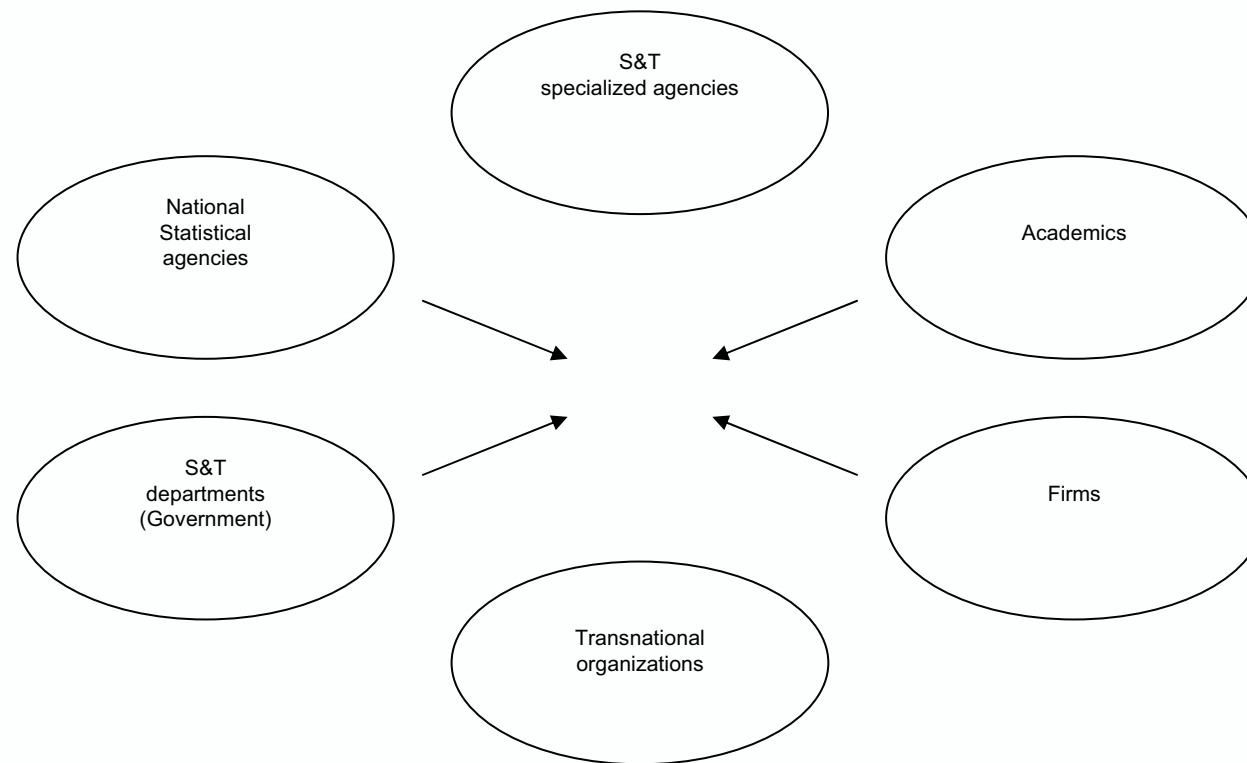 S&T
specialized agencies
National
Statistical
agencies
Academics
S&T
departments
(Government)
Firms
Transnational
organizations